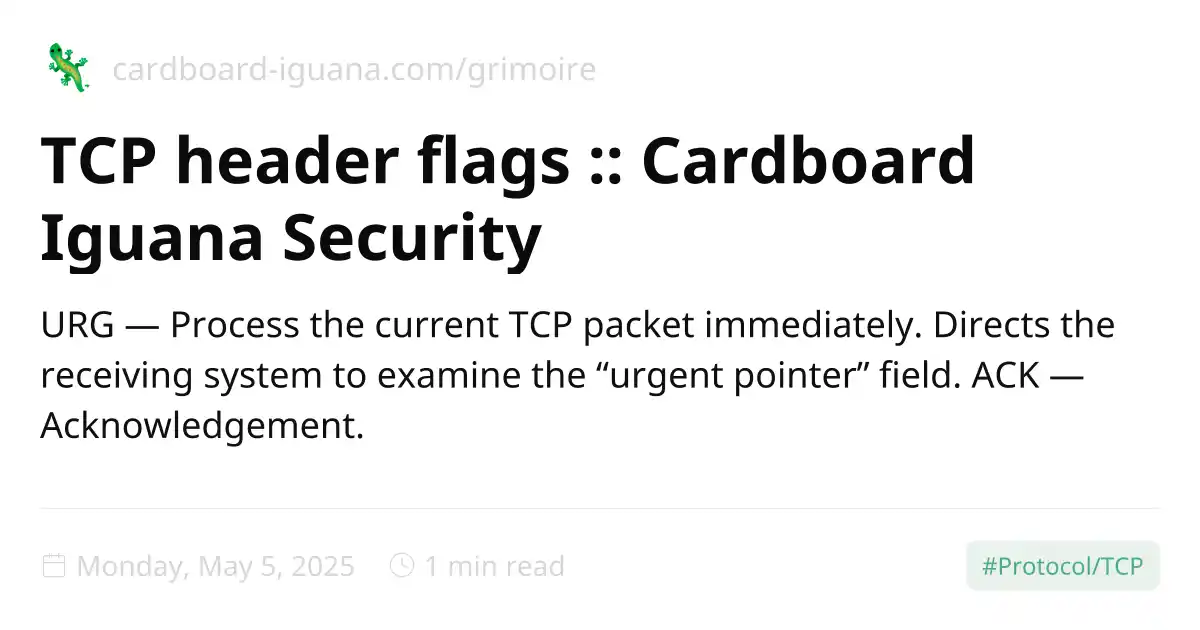 cardboard-iguana.com/grimoire
TCP header flags :: Cardboard
Iguana Security
URG — Process the current TCP packet immediately. Directs the
receiving system to examine the “urgent pointer” field. ACK —
Acknowledgement.
Monday, May 5, 2025 1 min read #Protocol/TCP